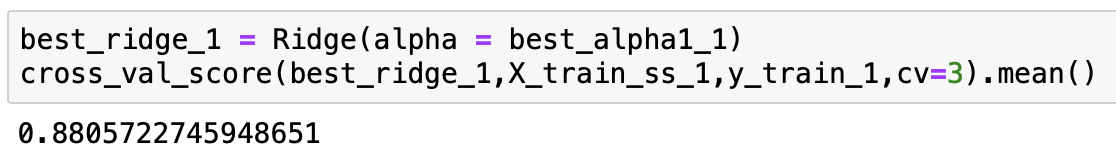 best_ridge_1 = Ridge(alpha = best_alpha1_1)
cross_val_score(best_ridge_1,X_train_ss_1,y_train_1,cv=3).mean()
0.8805722745948651